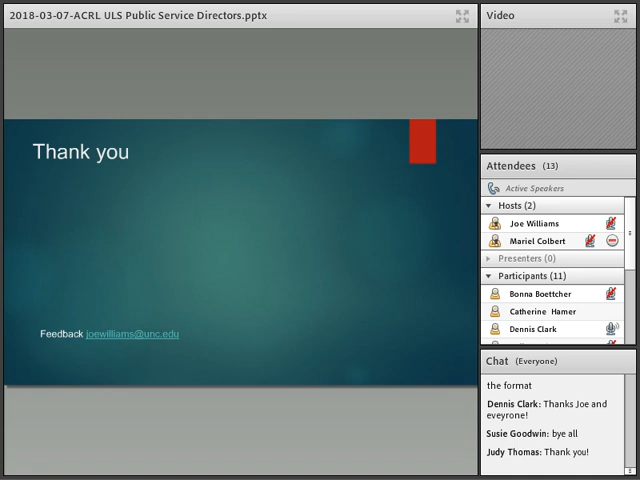 2018-03-07-ACRL ULS Public Service Directors.pptx
Thank you
Feedback joewilliams@unc.edu
Video
Attendees (13)
Active Speakers
Hosts (2)
Joe Williams
Mariel Colbert
Presenters (0)
Participants (11)
Bonna Boettcher
Catherine Hamer
Dennis Clark
Chat (Everyone)
the format
Dennis Clark: Thanks Joe and
eveyrone!
Susie Goodwin: bye all
Judy Thomas: Thank you!